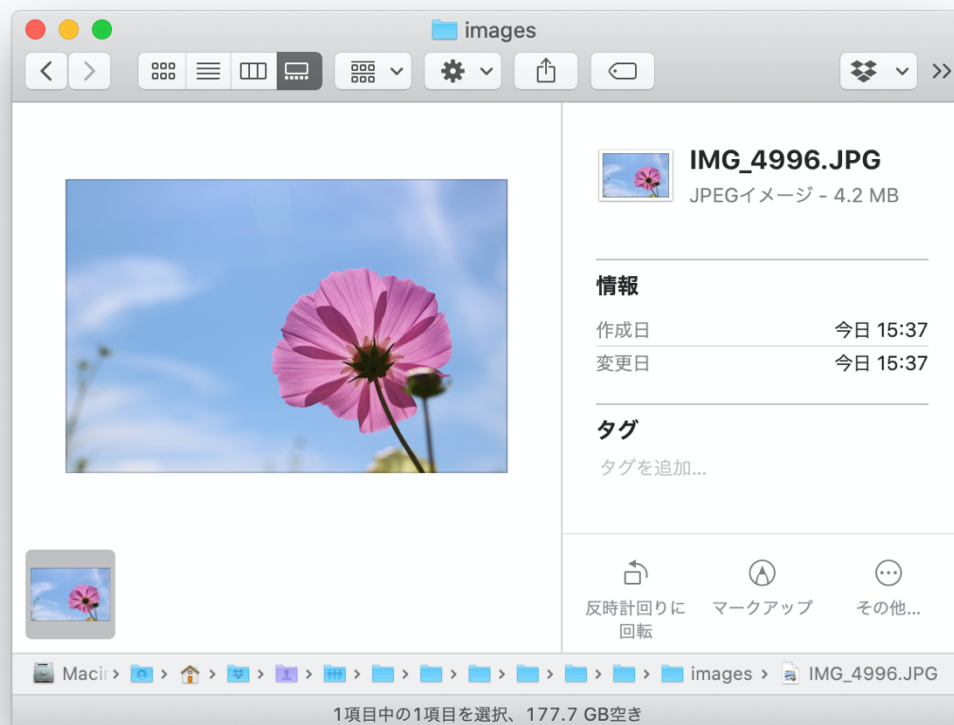 images
IMG_4996.JPG
JPEGイメージ - 4.2 MB
情報
作成日 今日 15:37
変更日 今日 15:37
タグ
タグを追加...
反時計回りに
回転
マークアップ
その他...
images
IMG_4996.JPG
1項目中の1項目を選択、177.7 GB空き